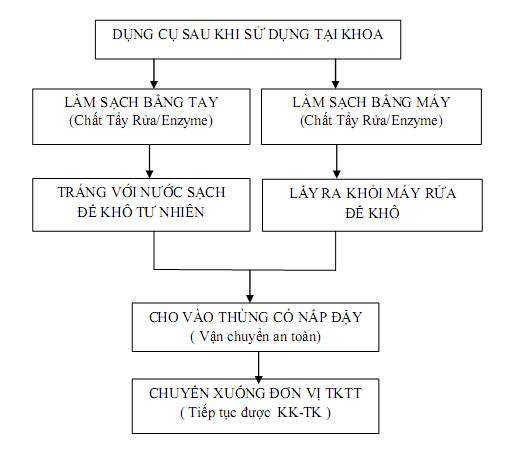 DỤNG CỤ SAU KHI SỬ DỤNG TẠI KHOA
LÀM SẠCH BẰNG TAY
(Chất Tẩy Rửa/Enzyme)
LÀM SẠCH BẰNG MÁY
(Chất Tẩy Rửa/Enzyme)
TRÁNG VỚI NƯỚC SẠCH
ĐỂ KHÔ TỰ NHIÊN
LẤY RA KHỎI MÁY RỬA
ĐỂ KHÔ
CHO VÀO THÙNG CÓ NẮP ĐẬY
( Vận chuyển an toàn)
CHUYỂN XUỐNG ĐƠN VỊ TKTT
( Tiếp tục được KK-TK )